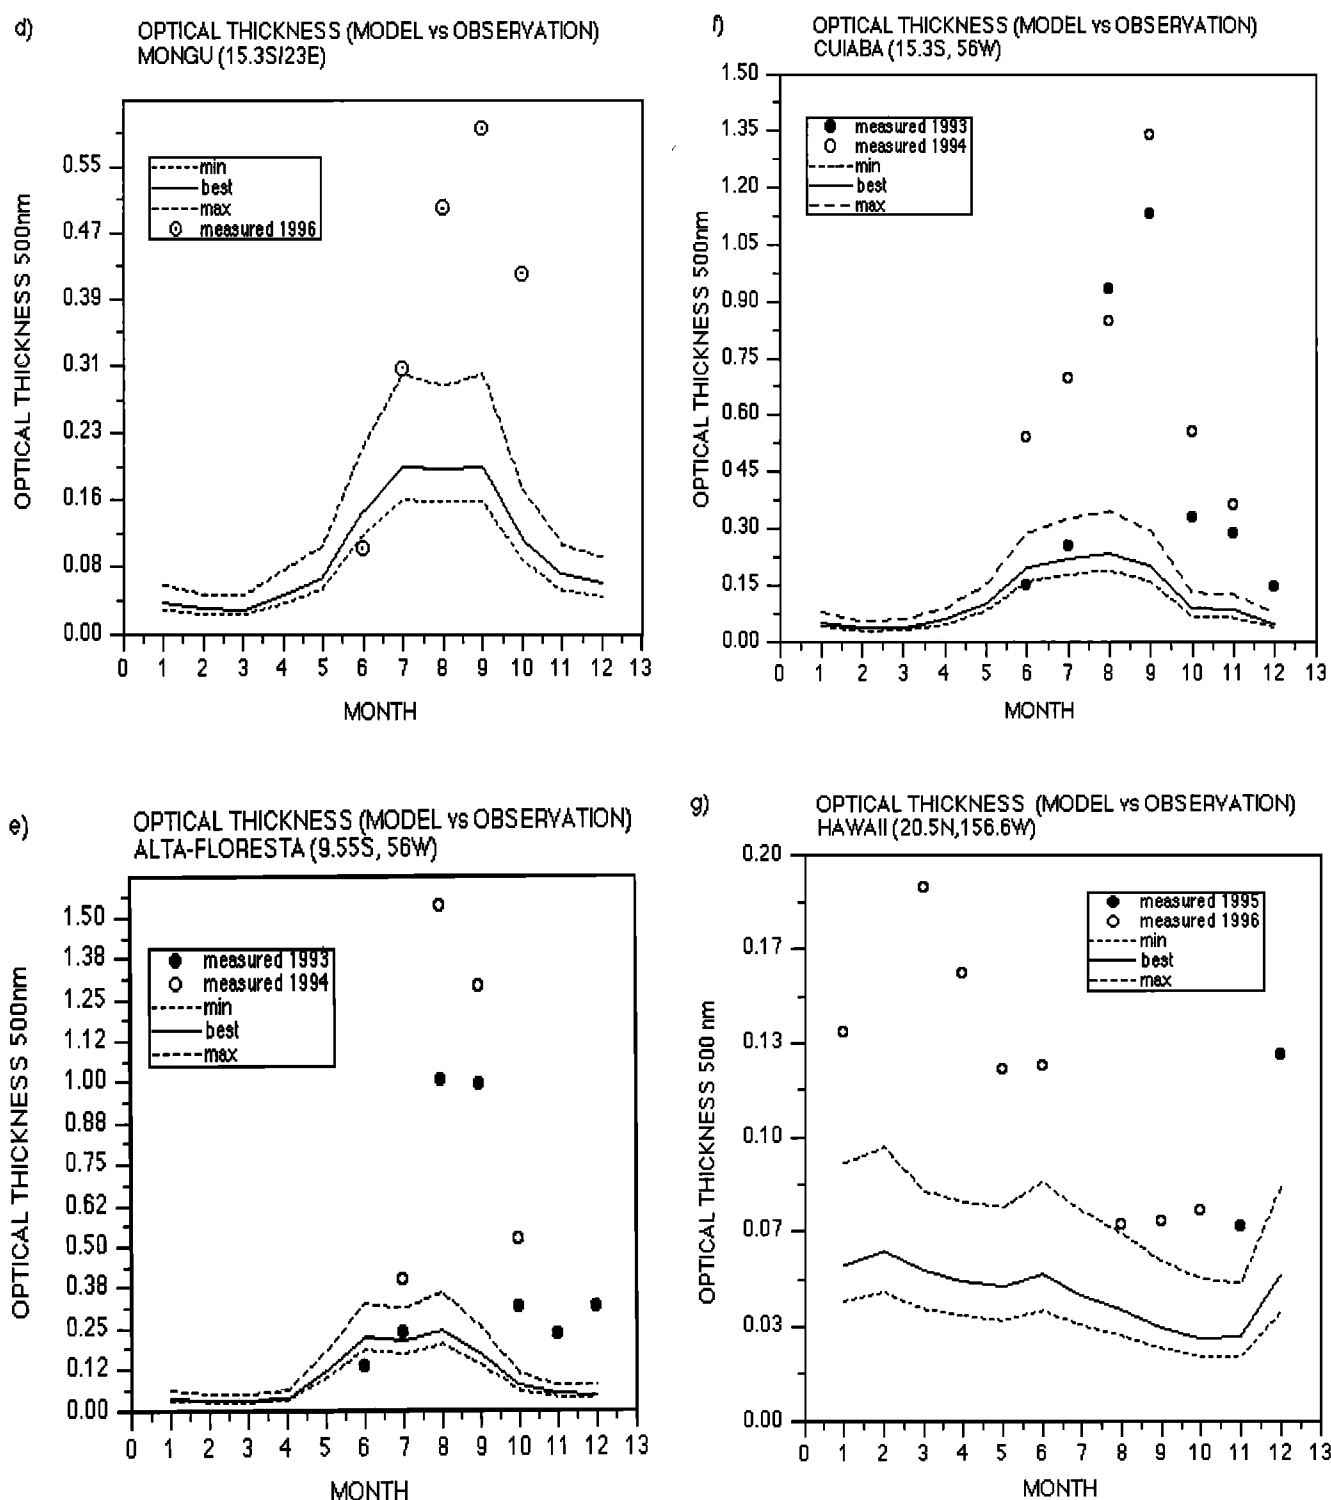 d)
OPTICAL THICKNESS (MODEL vs OBSERVATION)
MONGU (15.3S/23E)
min
best
max
measured 1996
0.55
0.47
0.39
0.31
0.23
0.16
0.08
0.00
OPTICAL THICKNESS 500nm
0 1 2 3 4 5 6 7 8 9 10 11 12 13
MONTH
f)
OPTICAL THICKNESS (MODEL vs OBSERVATION)
CUIABA (15.3S, 56W)
measured 1993
measured 1994
min
best
max
1.50
1.35
1.20
1.05
0.90
0.75
0.60
0.45
0.30
0.15
0.00
OPTICAL THICKNESS 500nm
0 1 2 3 4 5 6 7 8 9 10 11 12 13
MONTH
e)
OPTICAL THICKNESS (MODEL vs OBSERVATION)
ALTA-FLORESTA (9.55S, 56W)
measured 1993
measured 1994
min
best
max
1.50
1.38
1.25
1.00
0.88
0.75
0.62
0.50
0.38
0.25
0.12
0.00
OPTICAL THICKNESS 500nm
0 1 2 3 4 5 6 7 8 9 10 11 12 13
MONTH
g)
OPTICAL THICKNESS (MODEL vs OBSERVATION)
HAWAII (20.5N,156.6W)
measured 1995
measured 1996
min
best
max
0.20
0.17
0.13
0.10
0.07
0.03
0.00
OPTICAL THICKNESS 500 nm
0 1 2 3 4 5 6 7 8 9 10 11 12 13
MONTH